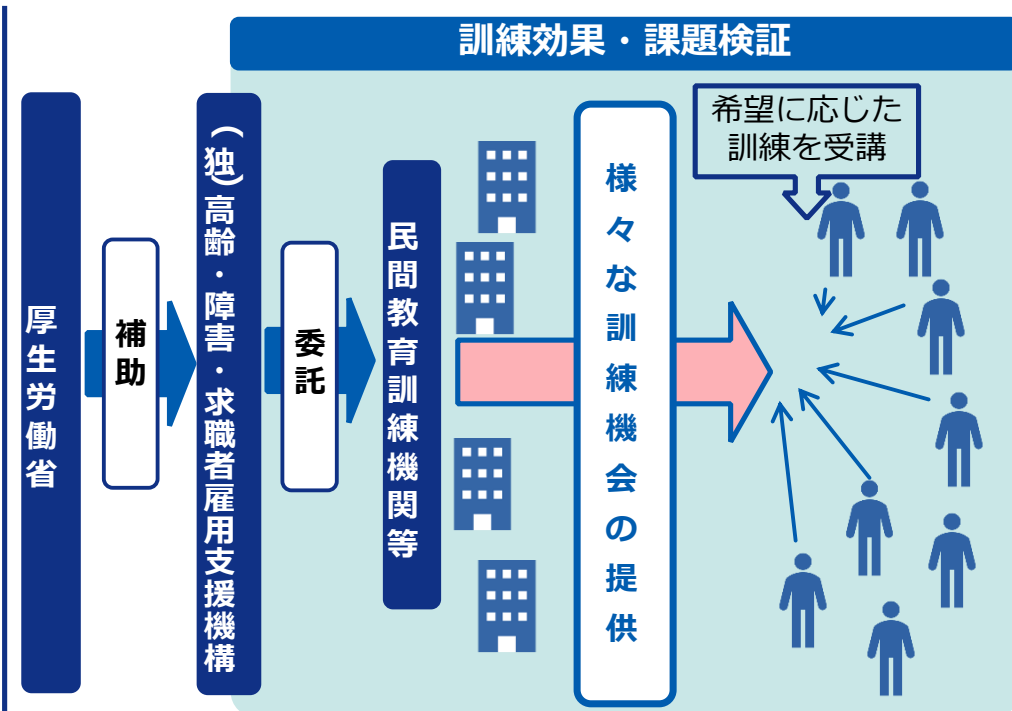 訓練効果・課題検証
厚生労働省
補助
(独)高齢・障害・求職者雇用支援機構
委託
民間教育訓練機関等
様々な訓練機会の提供
希望に応じた
訓練を受講